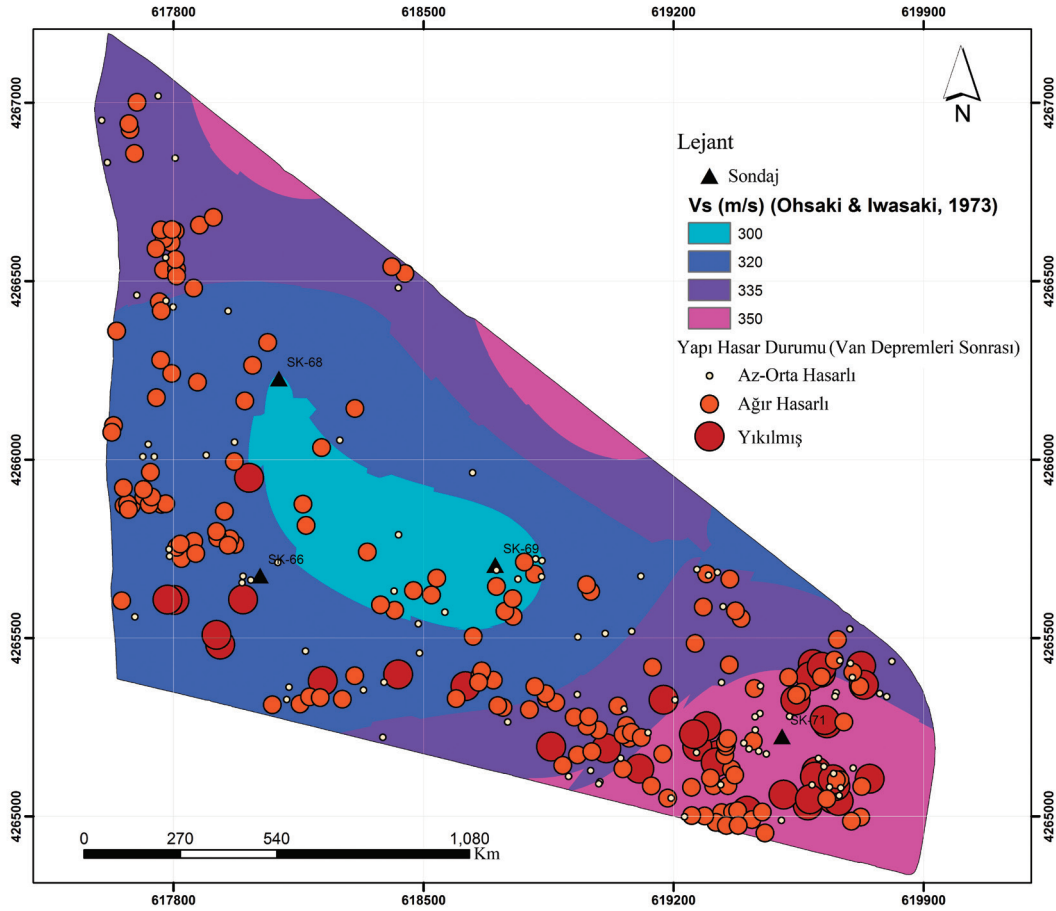 617800 618500 619200 619900
4267000 4267000
N
Lejant
Sondaj
Vs (m/s) (Ohsaki & Iwasaki, 1973)
300
320
335
350
4266500 4266500
Yapı Hasar Durumu (Van Depremleri Sonrası)
Az-Orta Hasarlı
Ağır Hasarlı
Yıkılmış
SK-68
4266000 4266000
SK-69
SK-66
4265500 4265500
SK-71
4265000 4265000
0 270 540 1,080
Km
617800 618500 619200 619900